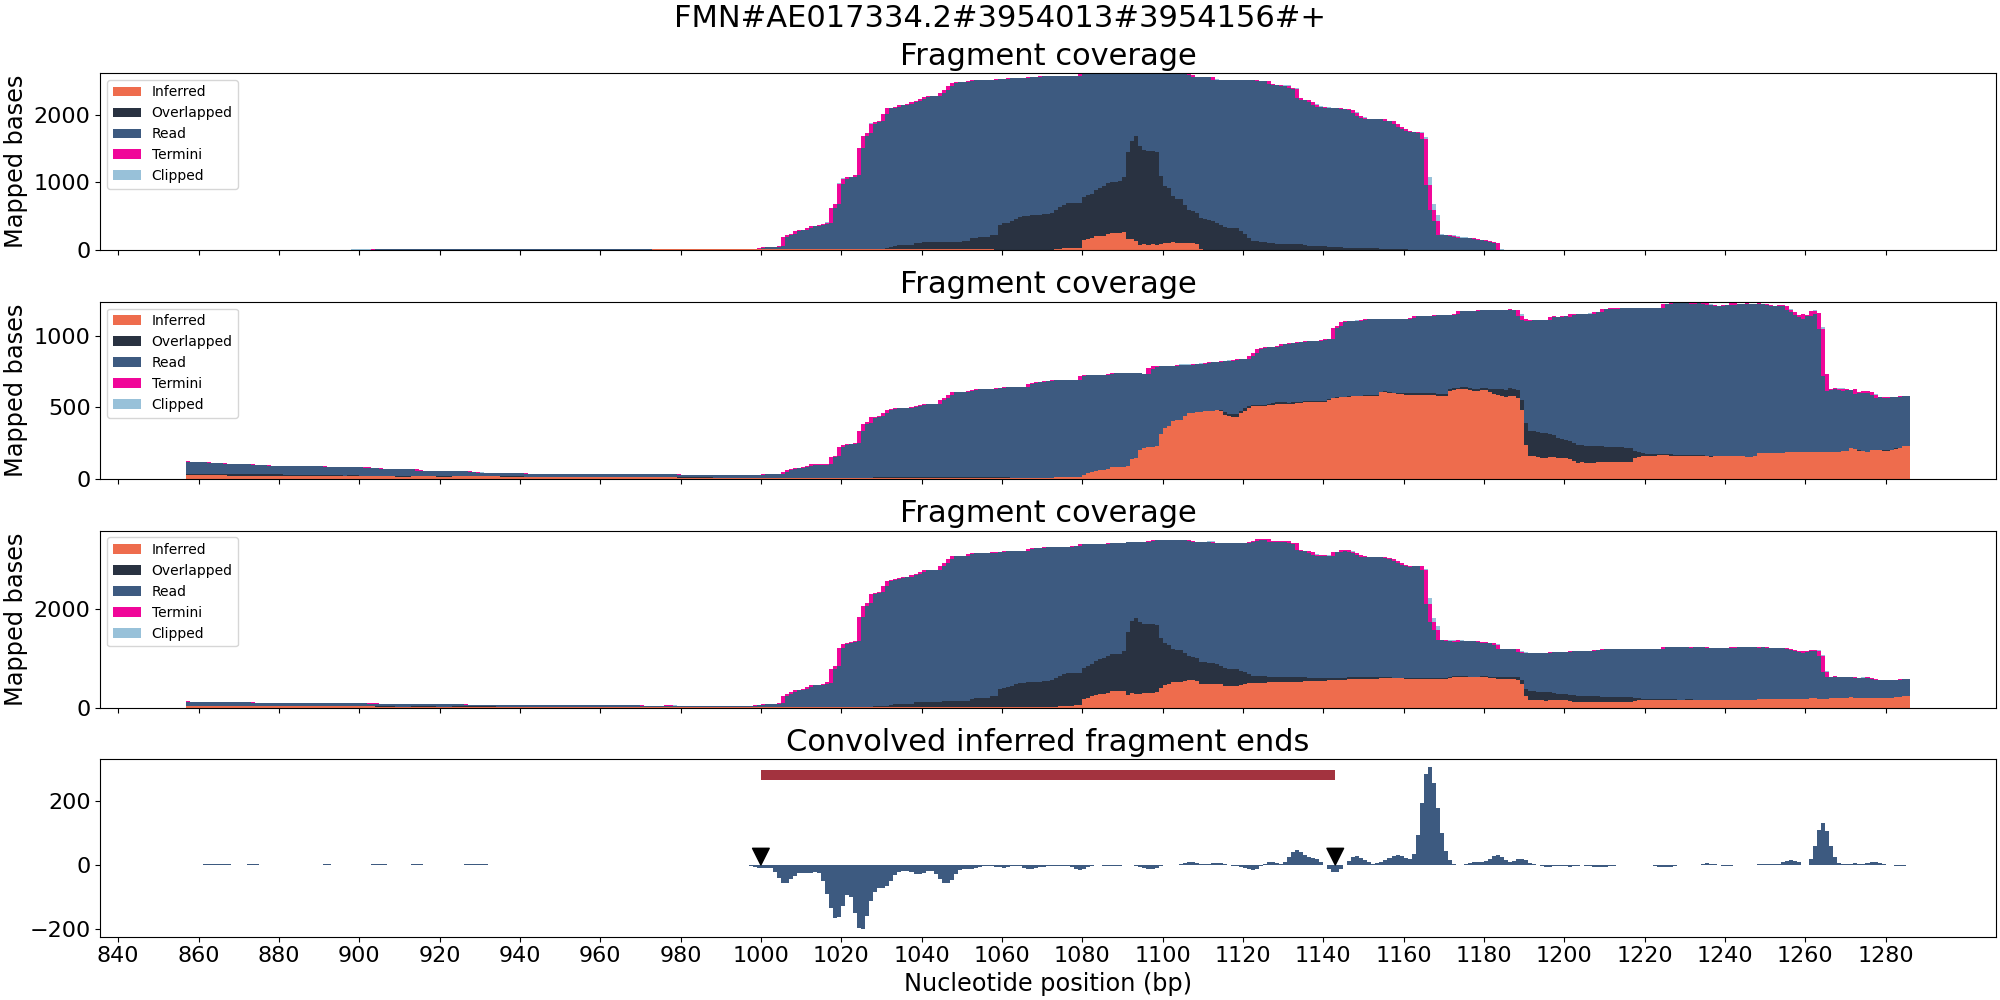 FMN#AE017334.2#3954013#3954156#+
Fragment coverage
Mapped bases
2000
1000
0
Inferred
Overlapped
Read
Termini
Clipped
Fragment coverage
Mapped bases
1000
500
0
Inferred
Overlapped
Read
Termini
Clipped
Fragment coverage
Mapped bases
2000
0
Inferred
Overlapped
Read
Termini
Clipped
Convolved inferred fragment ends
200
0
−200
840 860 880 900 920 940 960 980 1000 1020 1040 1060 1080 1100 1120 1140 1160 1180 1200 1220 1240 1260 1280
Nucleotide position (bp)